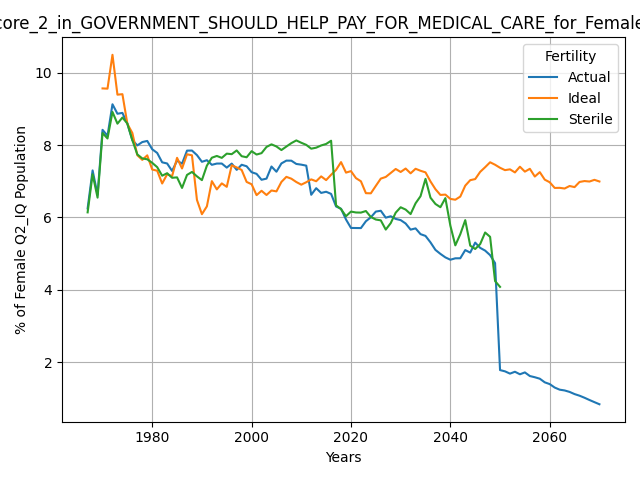 core_2_in_GOVERNMENT_SHOULD_HELP_PAY_FOR_MEDICAL_CARE_for_Female
Fertility
Actual
Ideal
Sterile
% of Female Q2_IQ Population
10
8
6
4
2
1980 2000 2020 2040 2060
Years